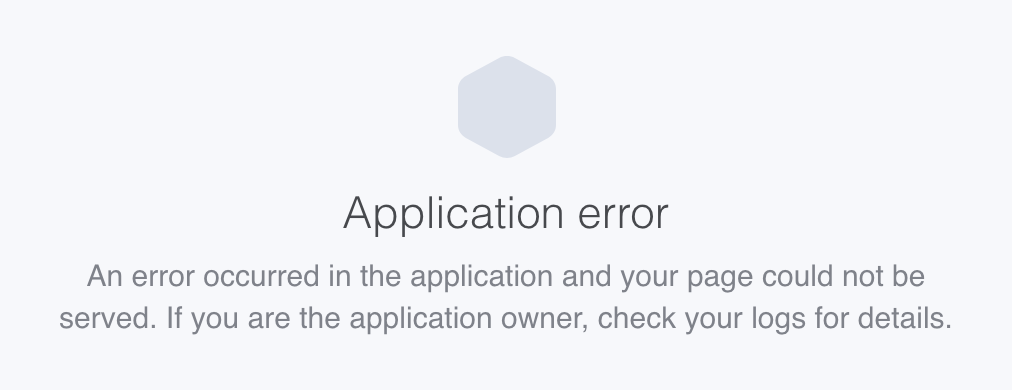 Application error
An error occurred in the application and your page could not be
served. If you are the application owner, check your logs for details.